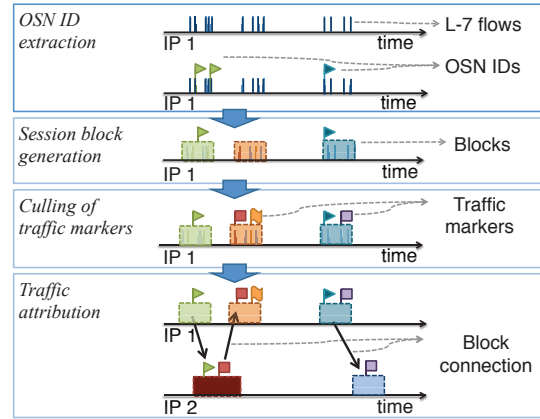 OSN ID
extraction
L-7 flows
IP 1
time
OSN IDs
IP 1
time
Session block
generation
Blocks
IP 1
time
Culling of
traffic markers
Traffic
markers
IP 1
time
Traffic
attribution
IP 1
time
Block
connection
IP 2
time